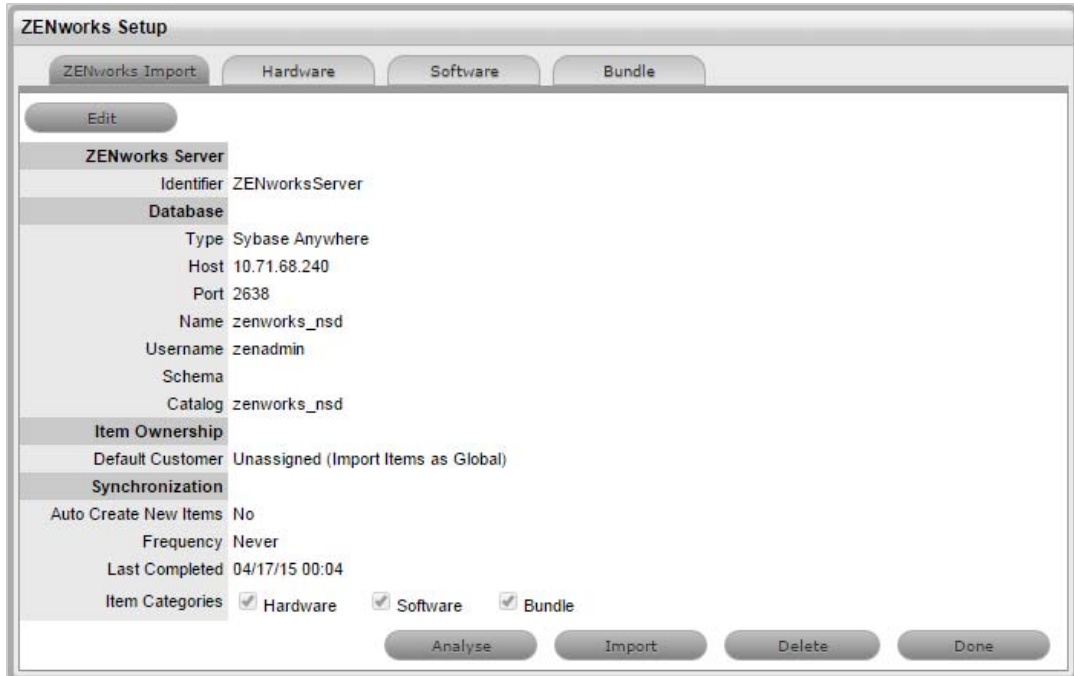 ZENworks Setup
ZENworks Import Hardware Software Bundle
Edit
ZENworks Server
Identifier ZENworksServer
Database
Type Sybase Anywhere
Host 10.71.68.240
Port 2638
Name zenworks_nsd
Username zenadmin
Schema
Catalog zenworks_nsd
Item Ownership
Default Customer Unassigned (Import Items as Global)
Synchronization
Auto Create New Items No
Frequency Never
Last Completed 04/17/15 00:04
Item Categories Hardware Software Bundle
Analyse Import Delete Done